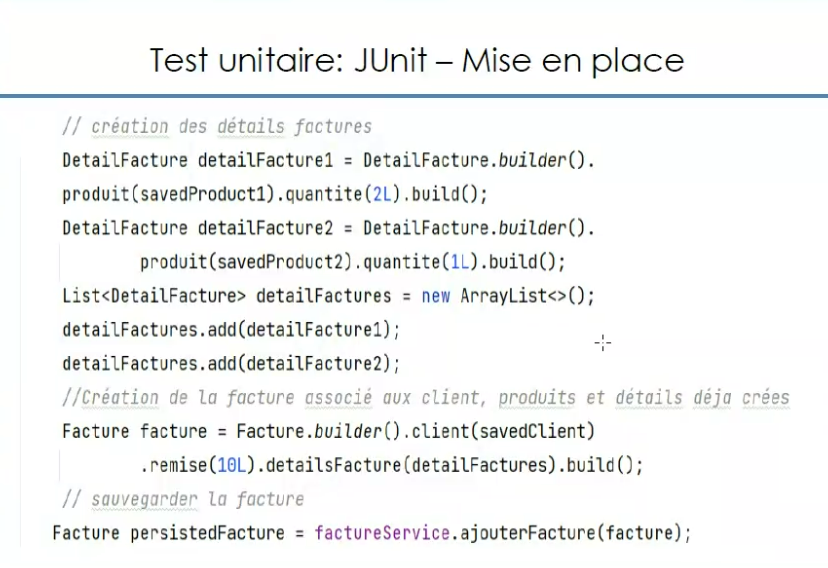 Test unitaire: JUnit – Mise en place
// création des détails factures
DetailFacture detailFacture1 = DetailFacture.builder().
produit(savedProduct1).quantite(2L).build();
DetailFacture detailFacture2 = DetailFacture.builder().
produit(savedProduct2).quantite(1L).build();
List<DetailFacture> detailFactures = new ArrayList<>();
detailFactures.add(detailFacture1);
detailFactures.add(detailFacture2);
//Création de la facture associé aux client, produits et détails déja crées
Facture facture = Facture.builder().client(savedClient)
.remise(10L).detailsFacture(detailFactures).build();
// sauvegarder la facture
Facture persistedFacture = factureService.ajouterFacture(facture);